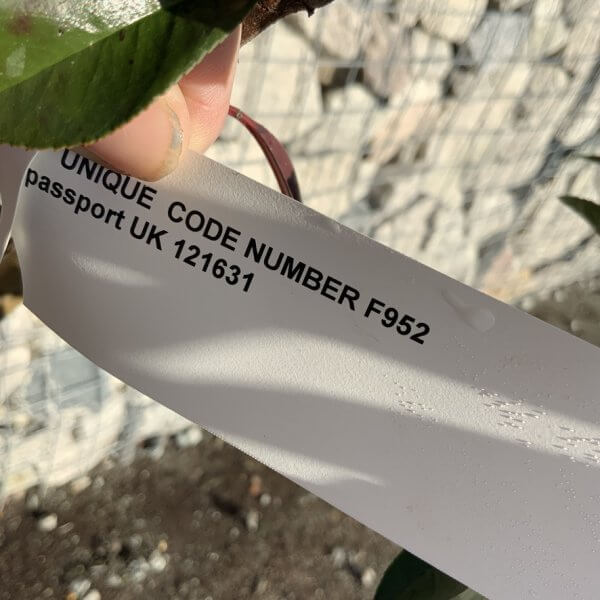 UNIQUE CODE NUMBER F952
passport UK 121631